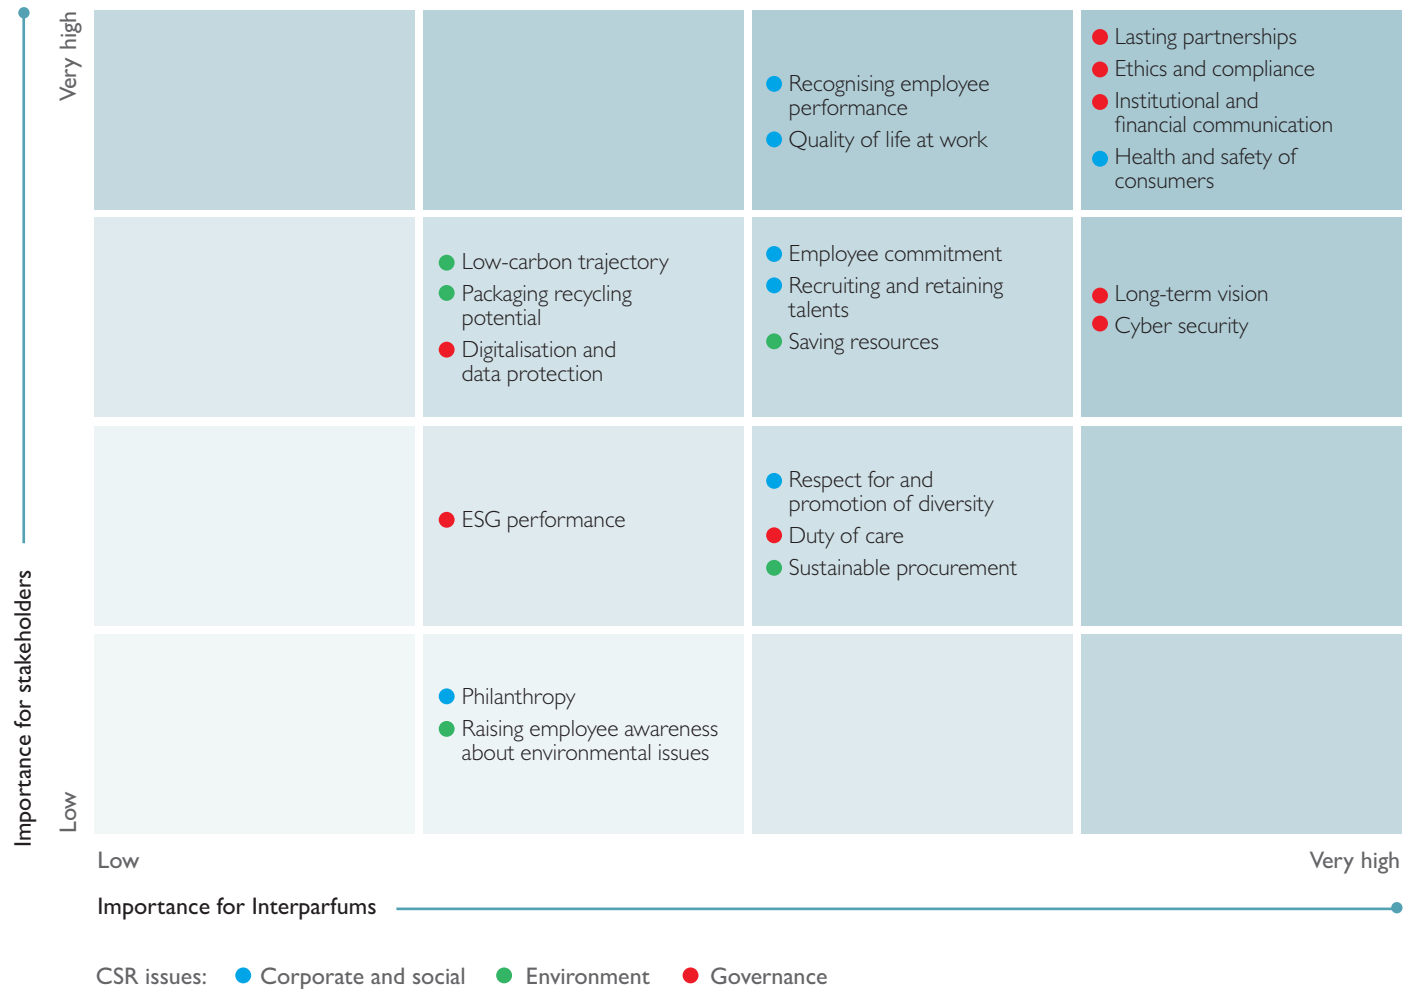 Very high
Recognising employee
performance
Quality of life at work
Lasting partnerships
Ethics and compliance
Institutional and
financial communication
Health and safety of
consumers
Low-carbon trajectory
Packaging recycling
potential
Digitalisation and
data protection
Employee commitment
Recruiting and retaining
talents
Saving resources
Long-term vision
Cyber security
ESG performance
Respect for and
promotion of diversity
Duty of care
Sustainable procurement
Philanthropy
Raising employee awareness
about environmental issues
Importance for stakeholders
Low
Low
Very high
Importance for Interparfums
CSR issues: Corporate and social Environment Governance